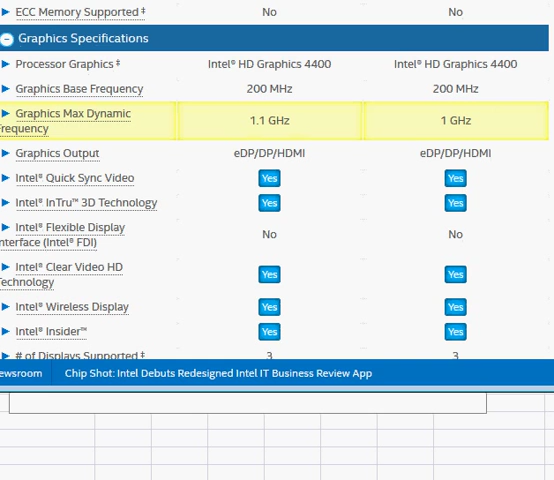 ECC Memory Supported ‡ No No
Graphics Specifications
Processor Graphics ‡ Intel® HD Graphics 4400 Intel® HD Graphics 4400
Graphics Base Frequency 200 MHz 200 MHz
Graphics Max Dynamic
Frequency 1.1 GHz 1 GHz
Graphics Output eDP/DP/HDMI eDP/DP/HDMI
Intel® Quick Sync Video Yes Yes
Intel® InTru™ 3D Technology Yes Yes
Intel® Flexible Display
nterface (Intel® FDI) No No
Intel® Clear Video HD
Technology Yes Yes
Intel® Wireless Display Yes Yes
Intel® Insider™ Yes Yes
# of Displays Supported ‡ 3 3
ewsroom Chip Shot: Intel Debuts Redesigned Intel IT Business Review App